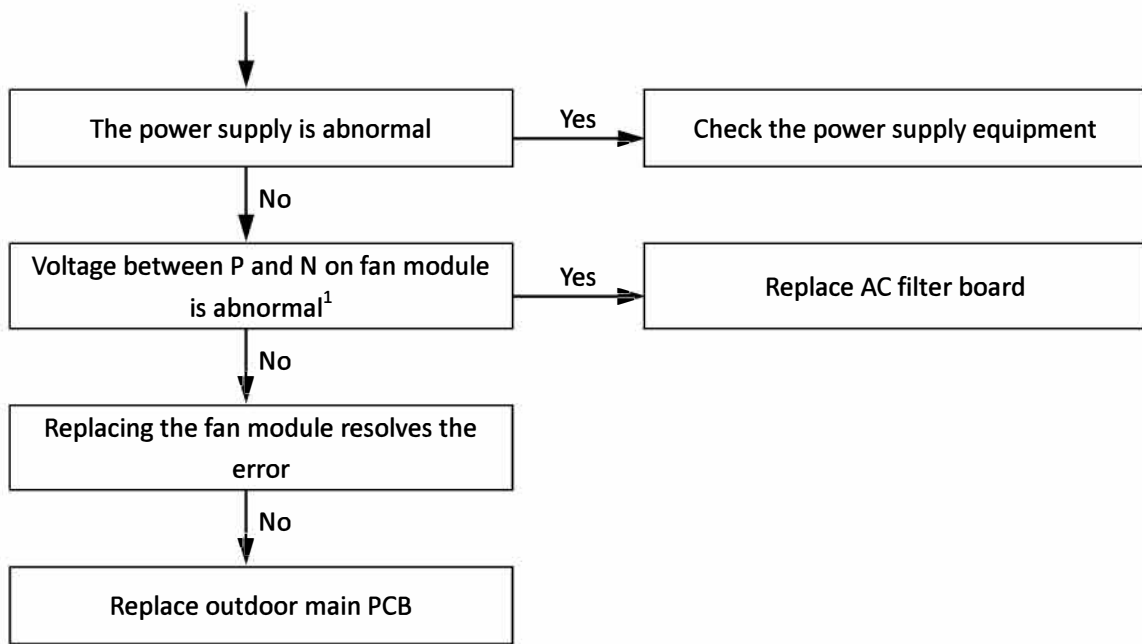 The power supply is abnormal
Yes
Check the power supply equipment
No
Voltage between P and N on fan module
is abnormal¹
Yes
Replace AC filter board
No
Replacing the fan module resolves the
error
No
Replace outdoor main PCB